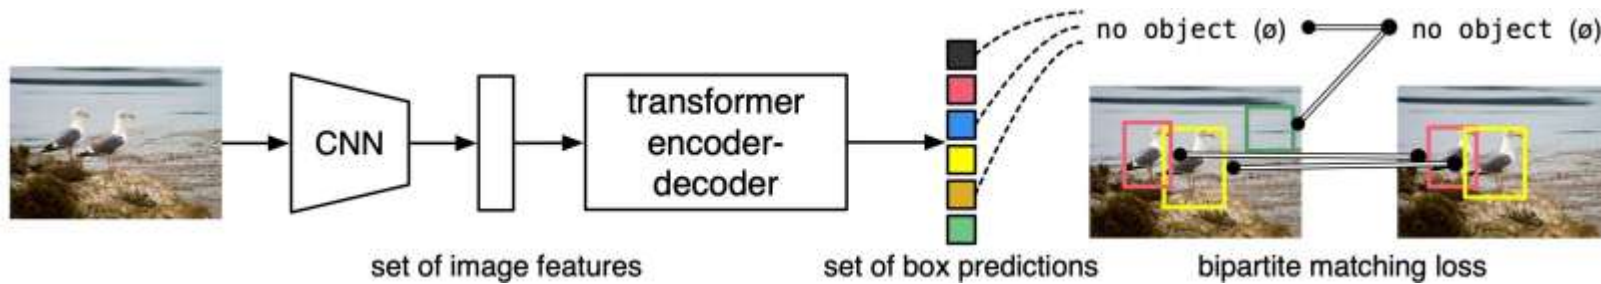 no object (ø)
no object (ø)
CNN
transformer
encoder-
decoder
set of image features
set of box predictions
bipartite matching loss